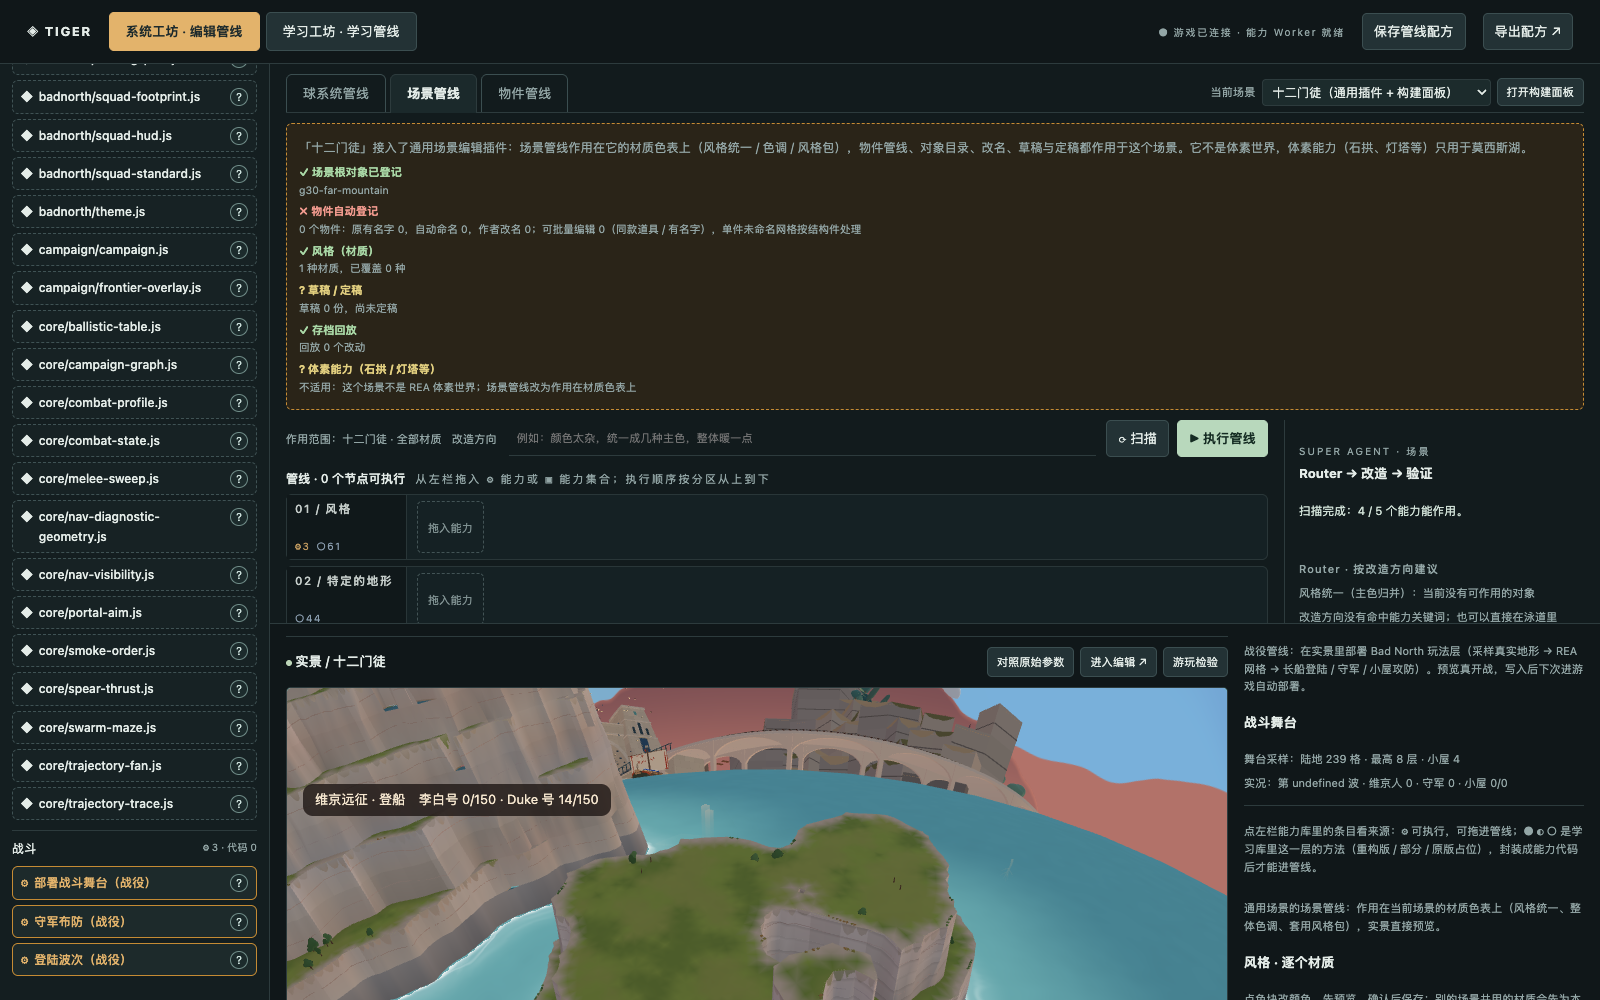 ◈ TIGER
系统工坊 · 编辑管线
学习工坊 · 学习管线
游戏已连接 · 能力 Worker 就绪
保存管线配方
导出配方 ↗
◆ badnorth/squad-footprint.js ?
◆ badnorth/squad-hud.js ?
◆ badnorth/squad-standard.js ?
◆ badnorth/theme.js ?
◆ campaign/campaign.js ?
◆ campaign/frontier-overlay.js ?
◆ core/ballistic-table.js ?
◆ core/campaign-graph.js ?
◆ core/combat-profile.js ?
◆ core/combat-state.js ?
◆ core/melee-sweep.js ?
◆ core/nav-diagnostic- ?
geometry.js
◆ core/nav-visibility.js ?
◆ core/portal-aim.js ?
◆ core/smoke-order.js ?
◆ core/spear-thrust.js ?
◆ core/swarm-maze.js ?
◆ core/trajectory-fan.js ?
◆ core/trajectory-trace.js ?
战斗 ⚙3 · 代码 0
⚙ 部署战斗舞台（战役） ?
⚙ 守军布防（战役） ?
⚙ 登陆波次（战役） ?
球系统管线
场景管线
物件管线
当前场景 十二门徒（通用插件 + 构建面板）
打开构建面板
「十二门徒」接入了通用场景编辑插件：场景管线作用在它的材质色表上（风格统一 / 色调 / 风格包），物件管线、对象目录、改名、草稿与定稿都作用于这个场景。它不是体素世界，体素能力（石拱、灯塔等）只用于莫西斯湖。
✓ 场景根对象已登记
g30-far-mountain
✕ 物件自动登记
0 个物件：原有名字 0，自动命名 0，作者改名 0；可批量编辑 0（同款道具 / 有名字），单件未命名网格按结构件处理
✓ 风格（材质）
1 种材质，已覆盖 0 种
? 草稿 / 定稿
草稿 0 份，尚未定稿
✓ 存档回放
回放 0 个改动
? 体素能力（石拱 / 灯塔等）
不适用：这个场景不是 REA 体素世界；场景管线改为作用在材质色表上
作用范围：十二门徒 · 全部材质 改造方向 例如：颜色太杂，统一成几种主色，整体暖一点
⟳ 扫描
▶ 执行管线
管线 · 0 个节点可执行 从左栏拖入 ⚙ 能力或 ▣ 能力集合；执行顺序按分区从上到下
01 / 风格
⚙3 ○61
拖入能力
02 / 特定的地形
○44
拖入能力
SUPER AGENT · 场景
Router → 改造 → 验证
扫描完成：4 / 5 个能力能作用。
Router · 按改造方向建议
风格统一（主色归并）：当前没有可作用的对象
改造方向没有命中能力关键词；也可以直接在泳道里
● 实景 / 十二门徒
对照原始参数
进入编辑 ↗
游玩检验
维京远征 · 登船 李白号 0/150 · Duke 号 14/150
战役管线：在实景里部署 Bad North 玩法层（采样真实地形 → REA
网格 → 长船登陆 / 守军 / 小屋攻防）。预览真开战，写入后下次进游
戏自动部署。
战斗舞台
舞台采样：陆地 239 格 · 最高 8 层 · 小屋 4
实况：第 undefined 波 · 维京人 0 · 守军 0 · 小屋 0/0
点左栏能力库里的条目看来源：⚙ 可执行，可拖进管线；● ◐ ○ 是学
习库里这一层的方法（重构版 / 部分 / 原版占位），封装成能力代码
后才能进管线。
通用场景的场景管线：作用在当前场景的材质色表上（风格统一、整
体色调、套用风格包），实景直接预览。
风格 · 逐个材质